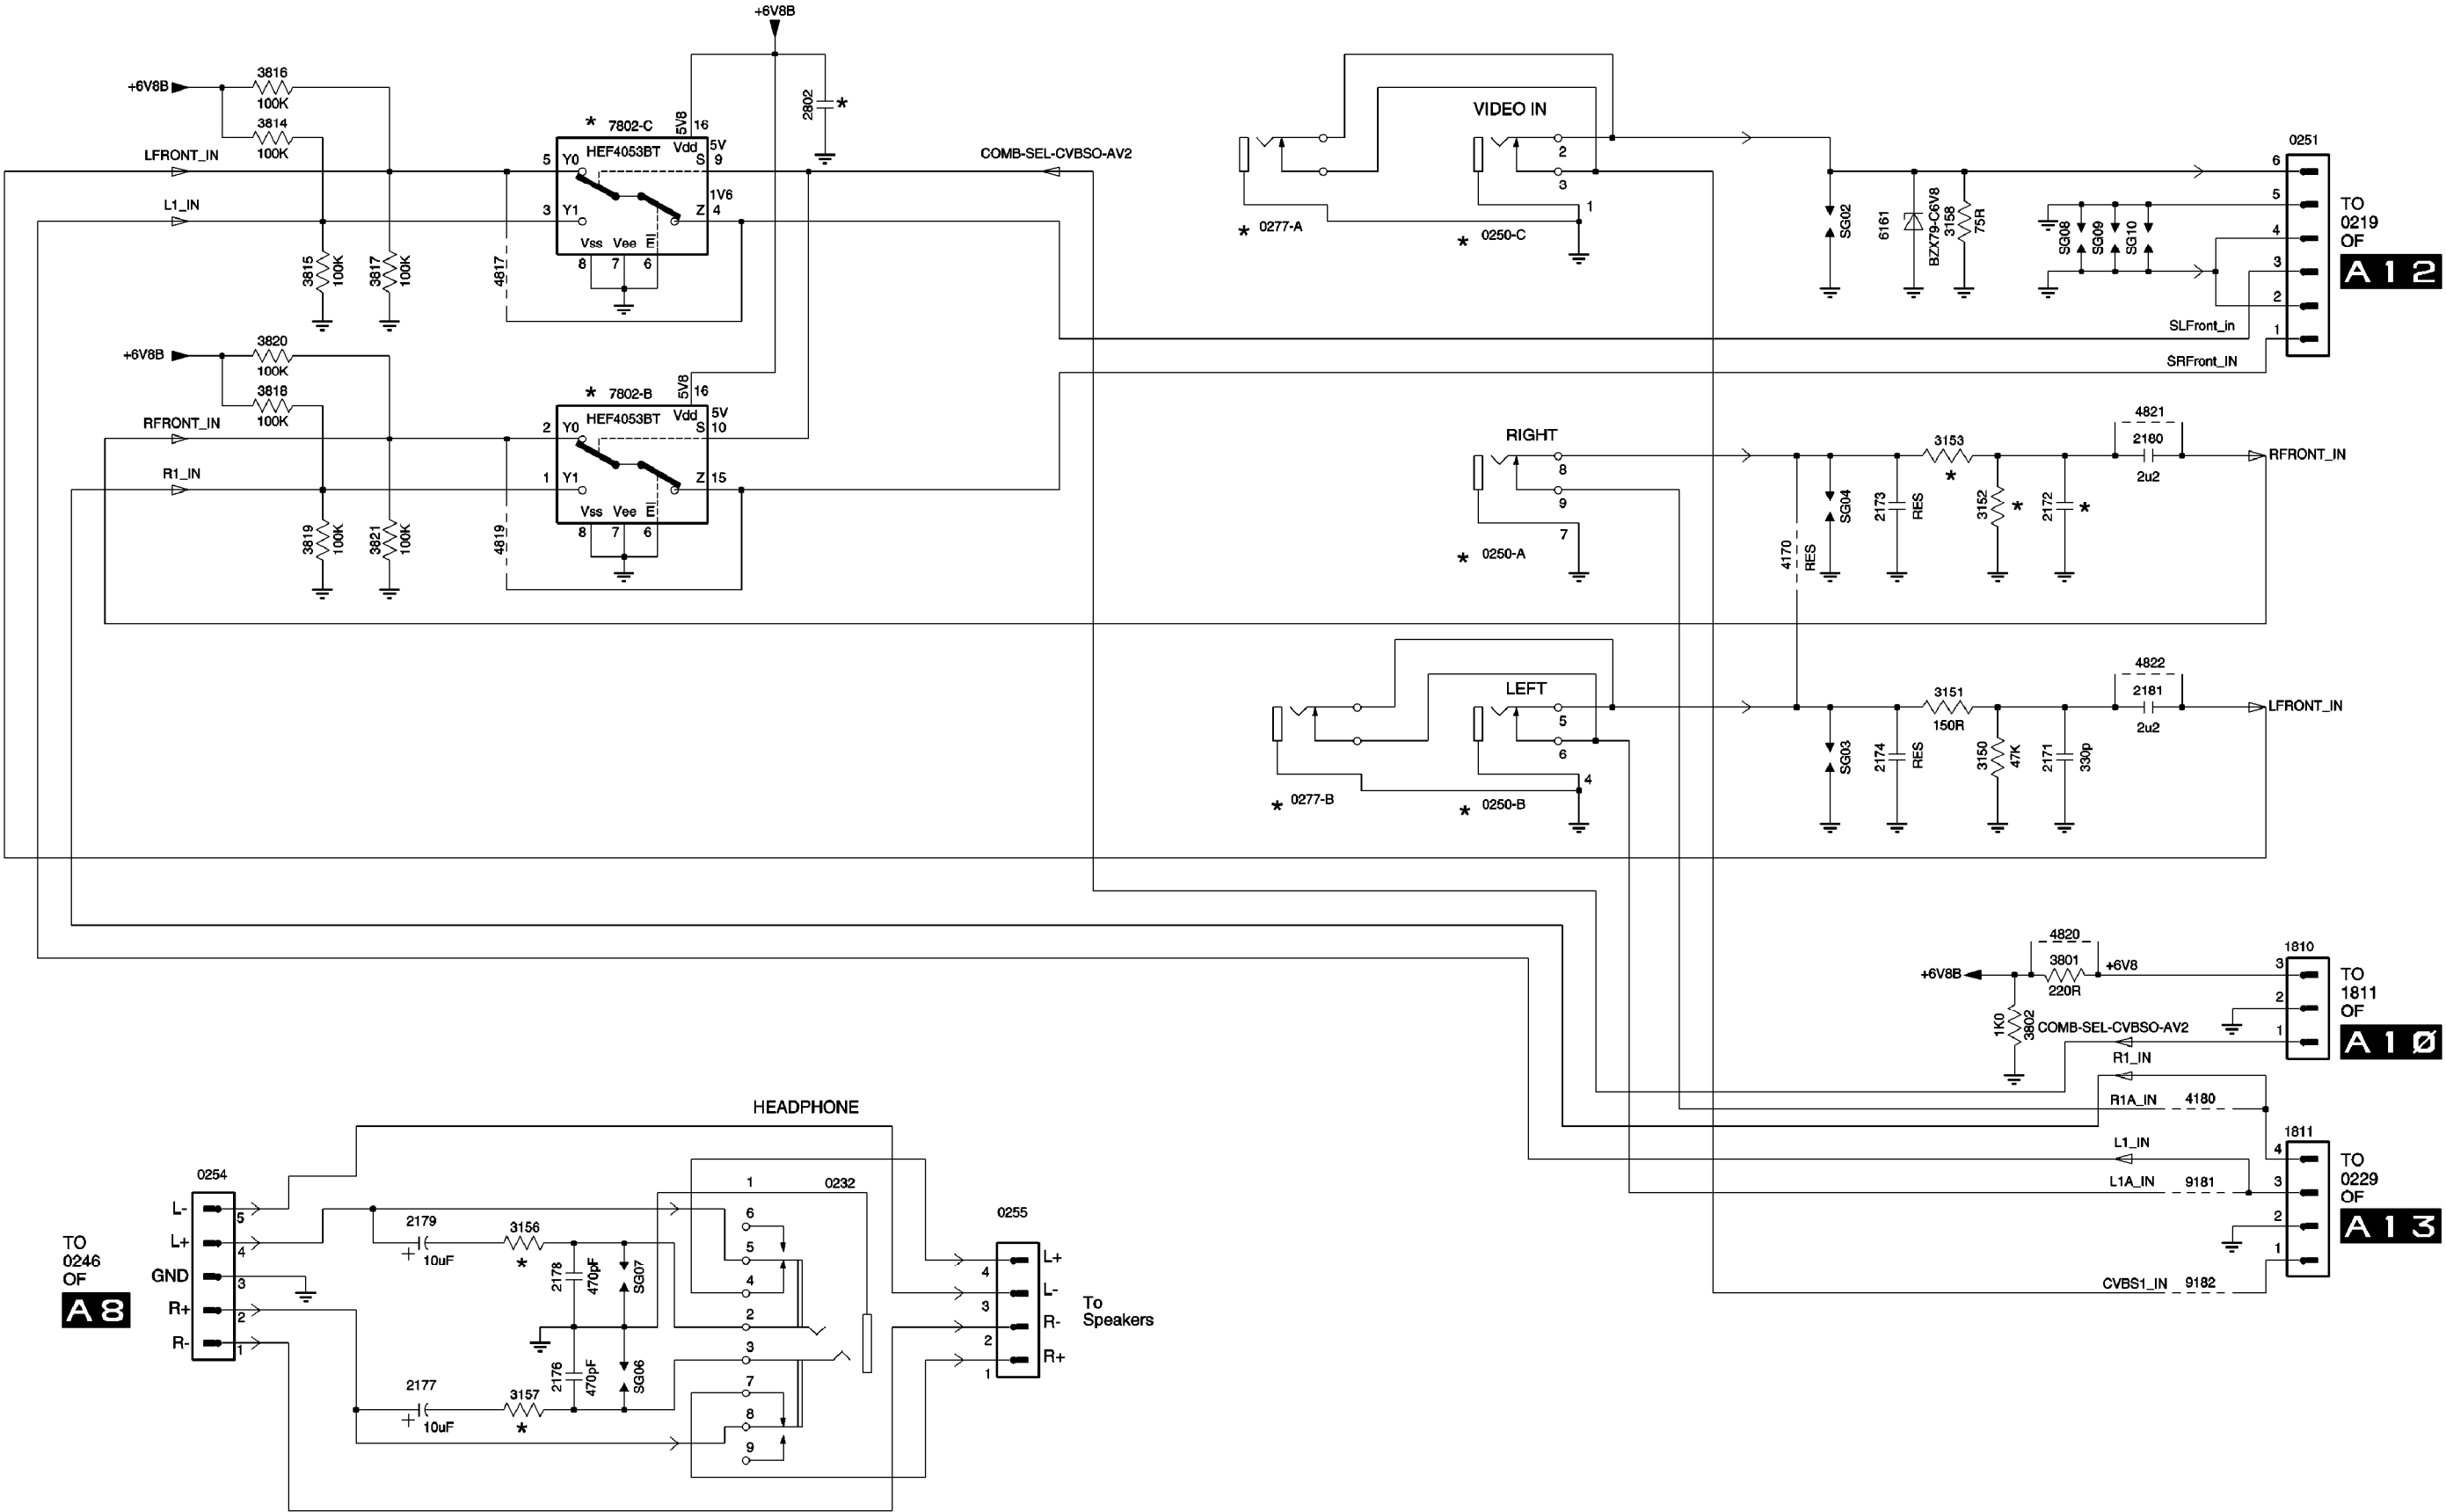 +6V8B
+6V8B
3816
100K
3814
100K
LFRONT_IN
L1_IN
3815
100K
3817
100K
* 7802-C
HEF4053BT
5V8
16
Vdd
5V
5 Y0
S 9
1V6
3 Y1
Z 4
Vss Vee E
8 7 6
4817
2802 *
COMB-SEL-CVBSO-AV2
+6V8B
3820
100K
3818
100K
RFRONT_IN
R1_IN
3819
100K
3821
100K
* 7802-B
HEF4053BT
5V8
16
Vdd
5V
2 Y0
S 10
1 Y1
Z 15
Vss Vee E
8 7 6
4819
VIDEO IN
2
3
1
* 0277-A
* 0250-C
SG02
6161
BZX79-C6V8
3158
75R
SG08
SG09
SG10
0251
6
5
4
3
2
1
SLFront_in
SRFront_IN
TO
0219
OF
A12
RIGHT
8
9
7
* 0250-A
4170
RES
SG04
2173
RES
3153
*
3152 *
2172 *
4821
2180
2u2
RFRONT_IN
LEFT
5
6
4
* 0277-B
* 0250-B
SG03
2174
RES
3151
150R
3150
47K
2171
330p
4822
2181
2u2
LFRONT_IN
4820
+6V8B
3801
220R
+6V8
1K0
3802
COMB-SEL-CVBSO-AV2
1810
3
2
1
TO
1811
OF
A10
R1_IN
R1A_IN 4180
L1_IN
L1A_IN 9181
CVBS1_IN 9182
1811
4
3
2
1
TO
0229
OF
A13
HEADPHONE
0254
L- 5
L+ 4
GND 3
R+ 2
R- 1
TO
0246
OF
A8
2179
+ 10uF
3156
*
2178
470pF
SG07
2176
470pF
SG06
2177
+ 10uF
3157
*
1
0232
6
5
4
2
3
7
8
9
0255
4 L+
3 L-
2 R-
1 R+
To
Speakers